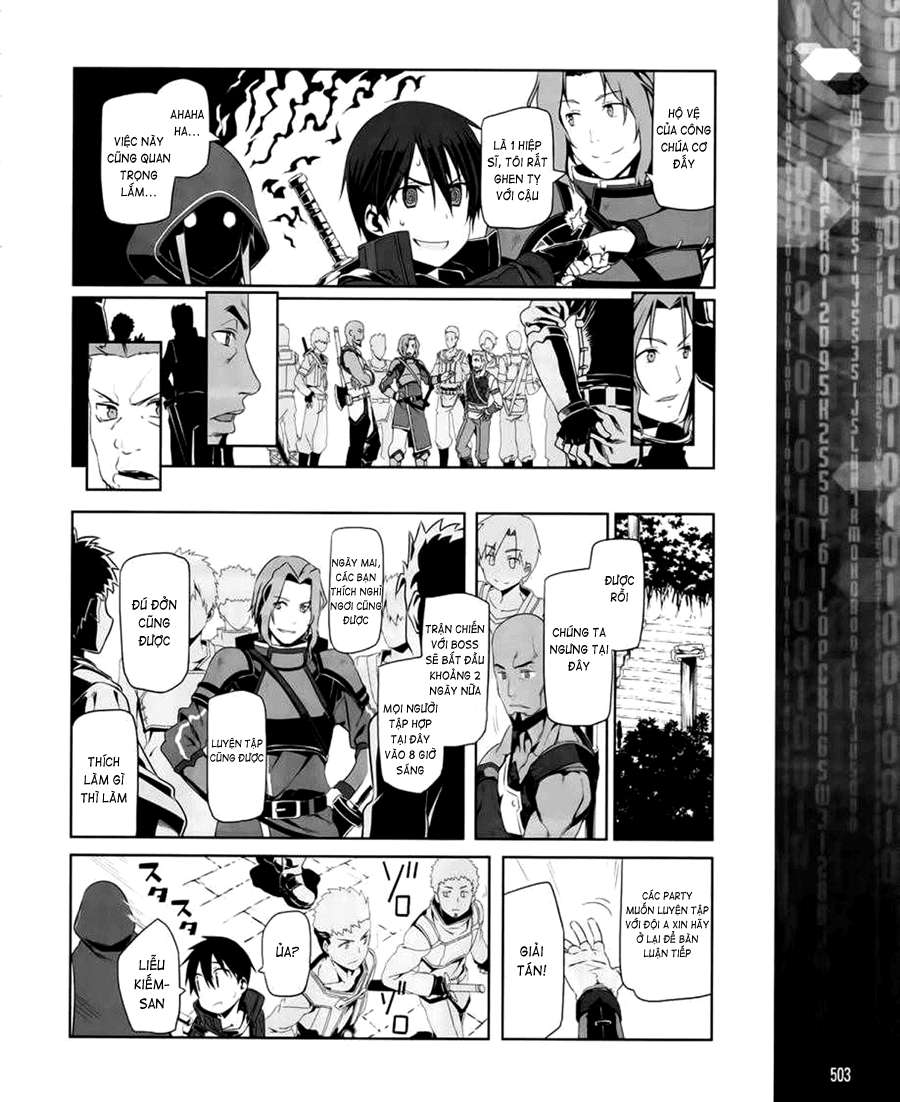 HỘ VỆ
CỦA CÔNG
CHÚA CƠ
ĐẤY
LÀ 1 HIỆP
SĨ, TÔI RẤT
GHEN TỴ
VỚI CẬU
AHAHA
HA...
VIỆC NÀY
CŨNG QUAN
TRỌNG
LẮM...
ĐƯỢC
RỒI
CHÚNG TA
NGƯNG TẠI
ĐÂY
TRẬN CHIẾN
VỚI BOSS
SẼ BẮT ĐẦU
KHOẢNG 2
NGÀY NỮA
MỌI NGƯỜI
TẬP HỢP
TẠI ĐÂY
VÀO 8 GIỜ
SÁNG
NGÀY MAI,
CÁC BẠN
THÍCH NGHỈ
NGƠI CŨNG
ĐƯỢC
LUYỆN TẬP
CŨNG ĐƯỢC
ĐÚ ĐỞN
CŨNG
ĐƯỢC
THÍCH
LÀM GÌ
THÌ LÀM
CÁC PARTY
MUỐN LUYỆN TẬP
VỚI ĐỘI A XIN HÃY
Ở LẠI ĐỂ BÀN
LUẬN TIẾP
GIẢI
TÁN!
ゾロ
ゾロ
ỦA?
スタ
スタ
LIỄU
KIẾM-
SAN
503